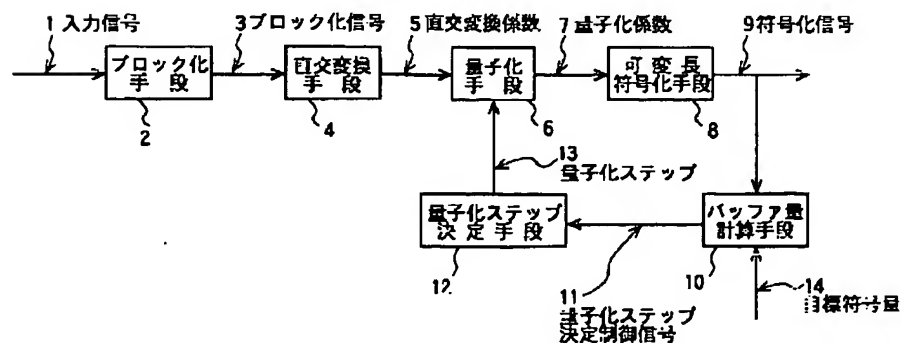 1 入力信号
3 ブロック化信号
5 直交変換係数
7 量子化係数
9 符号化信号
ブロック化
手 段
2
直交変換
手 段
4
量子化
手 段
6
可 変 長
符号化手段
8
13
量子化ステップ
量子化ステップ
決 定 手 段
12
バッファ量
計算手段
10
11
量子化ステップ
決定制御信号
14
目標符号量